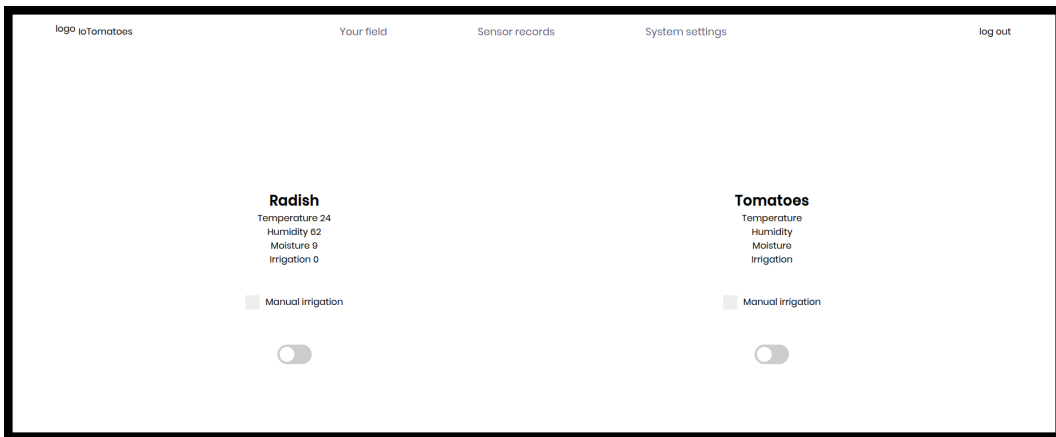 logo IoTomatoes
Your field
Sensor records
System settings
log out
Radish
Temperature 24
Humidity 62
Moisture 9
Irrigation 0
Manual irrigation
Tomatoes
Temperature
Humidity
Moisture
Irrigation
Manual irrigation